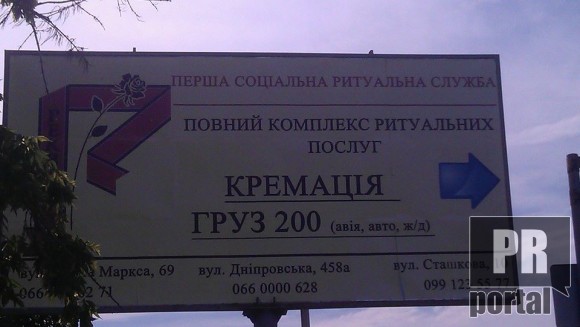 ПЕРША СОЦІАЛЬНА РИТУАЛЬНА СЛУЖБА
ПОВНИЙ КОМПЛЕКС РИТУАЛЬНИХ
ПОСЛУГ
КРЕМАЦІЯ
ГРУЗ 200 (авіа, авто, ж/д)
Маркса, 69 вул. Дніпровська, 458а вул. Сташкова,
066 0000 628
PR
portal